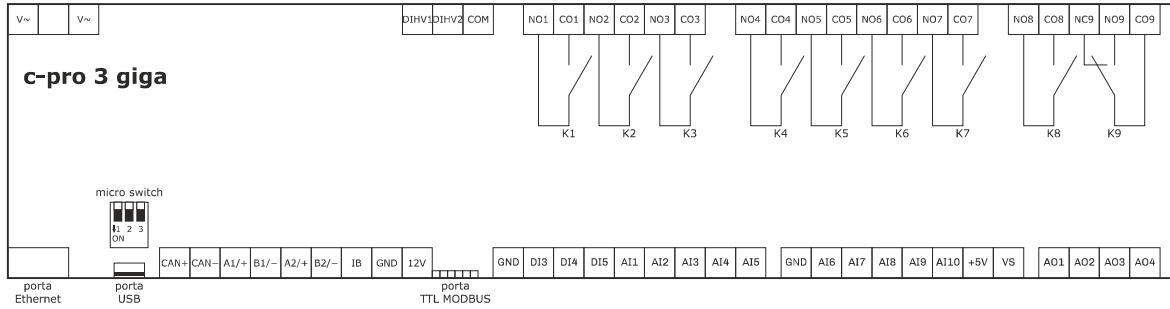 V~ V~ DIHV1 DIHV2 COM NO1 CO1 NO2 CO2 NO3 CO3 NO4 CO4 NO5 CO5 NO6 CO6 NO7 CO7 NO8 CO8 NC9 NO9 CO9
c-pro 3 giga
K1 K2 K3 K4 K5 K6 K7 K8 K9
micro switch
1 2 3
ON
CAN+ CAN- A1/+ B1/- A2/+ B2/- IB GND 12V GND DI3 DI4 DI5 AI1 AI2 AI3 AI4 AI5 GND AI6 AI7 AI8 AI9 AI10 +5V VS AO1 AO2 AO3 AO4
porta
Ethernet
porta
USB
porta
TTL MODBUS